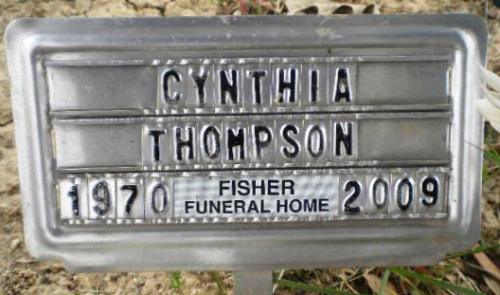 CYNTHIA
THOMPSON
1970 FISHER FUNERAL HOME 2009